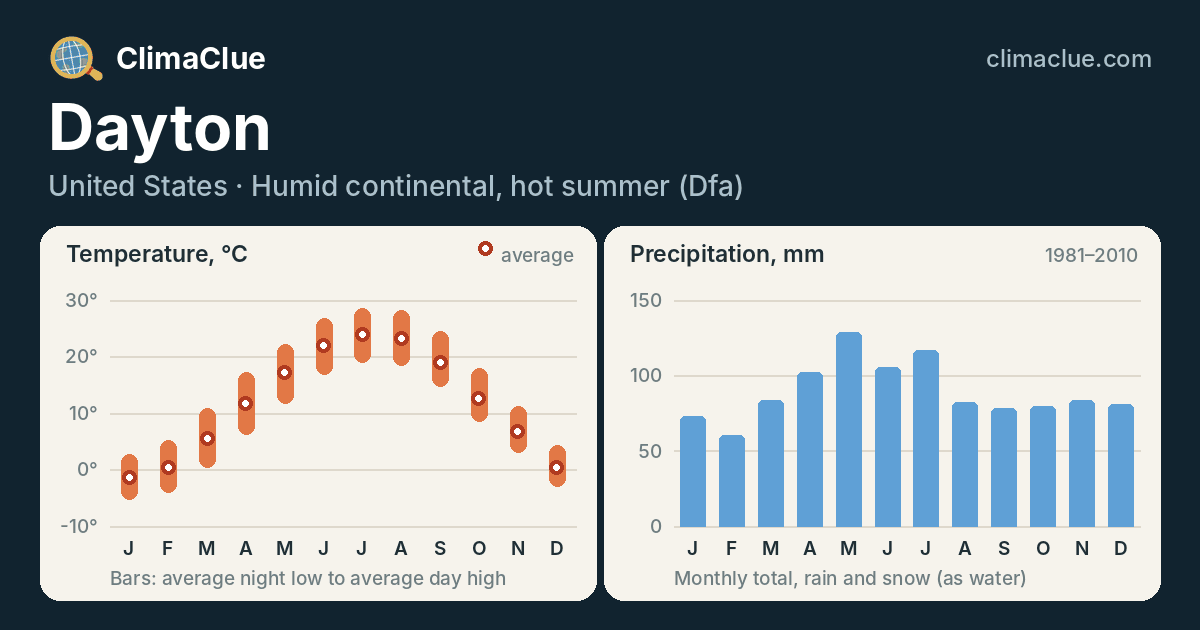 ClimaClue
climaclue.com
Dayton
United States · Humid continental, hot summer (Dfa)
Temperature, °C
average
30°
20°
10°
0°
-10°
J F M A M J J A S O N D
Bars: average night low to average day high
Precipitation, mm
1981–2010
150
100
50
0
J F M A M J J A S O N D
Monthly total, rain and snow (as water)